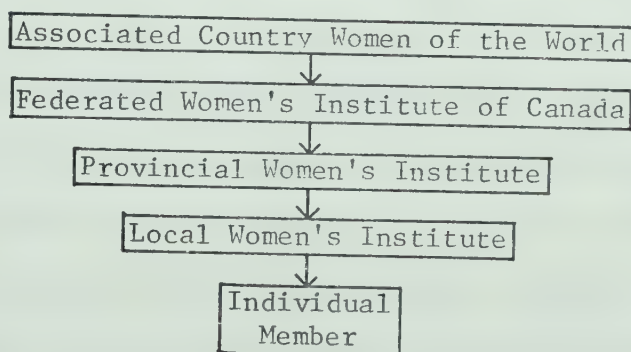 Associated Country Women of the World
Federated Women's Institute of Canada
Provincial Women's Institute
Local Women's Institute
Individual
Member